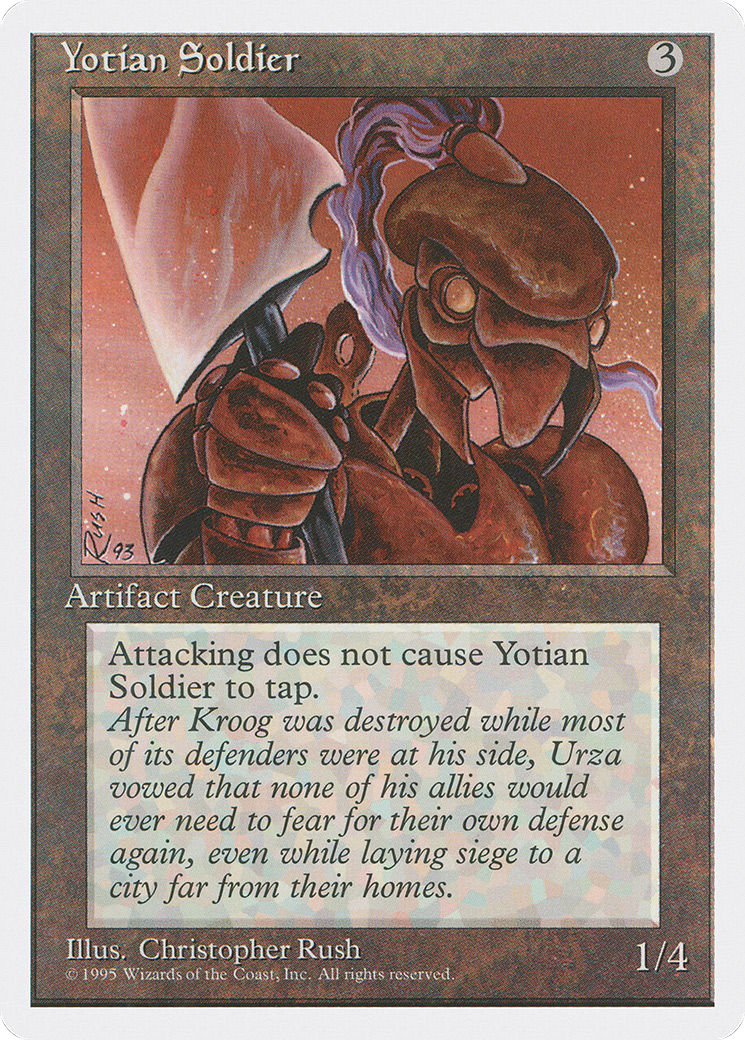 Yotian Soldier
3
RUSH
93
Artifact Creature
Attacking does not cause Yotian
Soldier to tap.
After Kroog was destroyed while most
of its defenders were at his side, Urza
vowed that none of his allies would
ever need to fear for their own defense
again, even while laying siege to a
city far from their homes.
Illus. Christopher Rush
1/4
© 1995 Wizards of the Coast, Inc. All rights reserved.